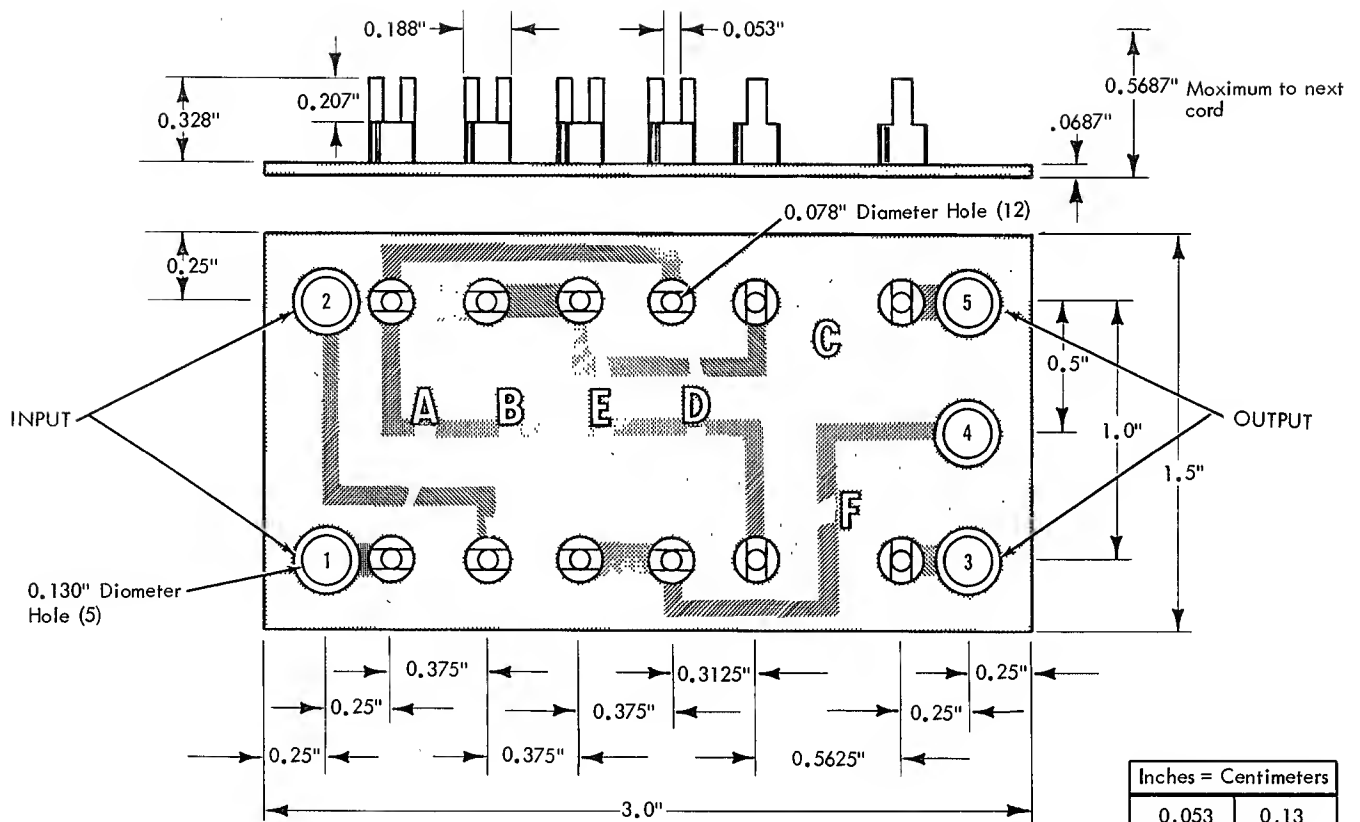 0.188"
0.053"
0.207"
0.328"
0.5687" Moximum to next
cord
.0687"
0.078" Diameter Hole (12)
0.25"
2
5
C
0.5"
A
B
E
D
INPUT
4
OUTPUT
1.0"
1.5"
F
1
3
0.130" Diometer
Hole (5)
0.375"
0.3125"
0.25"
0.25"
0.375"
0.25"
0.25"
0.375"
0.5625"
3.0"
Inches = Centimeters
0.053 0.13